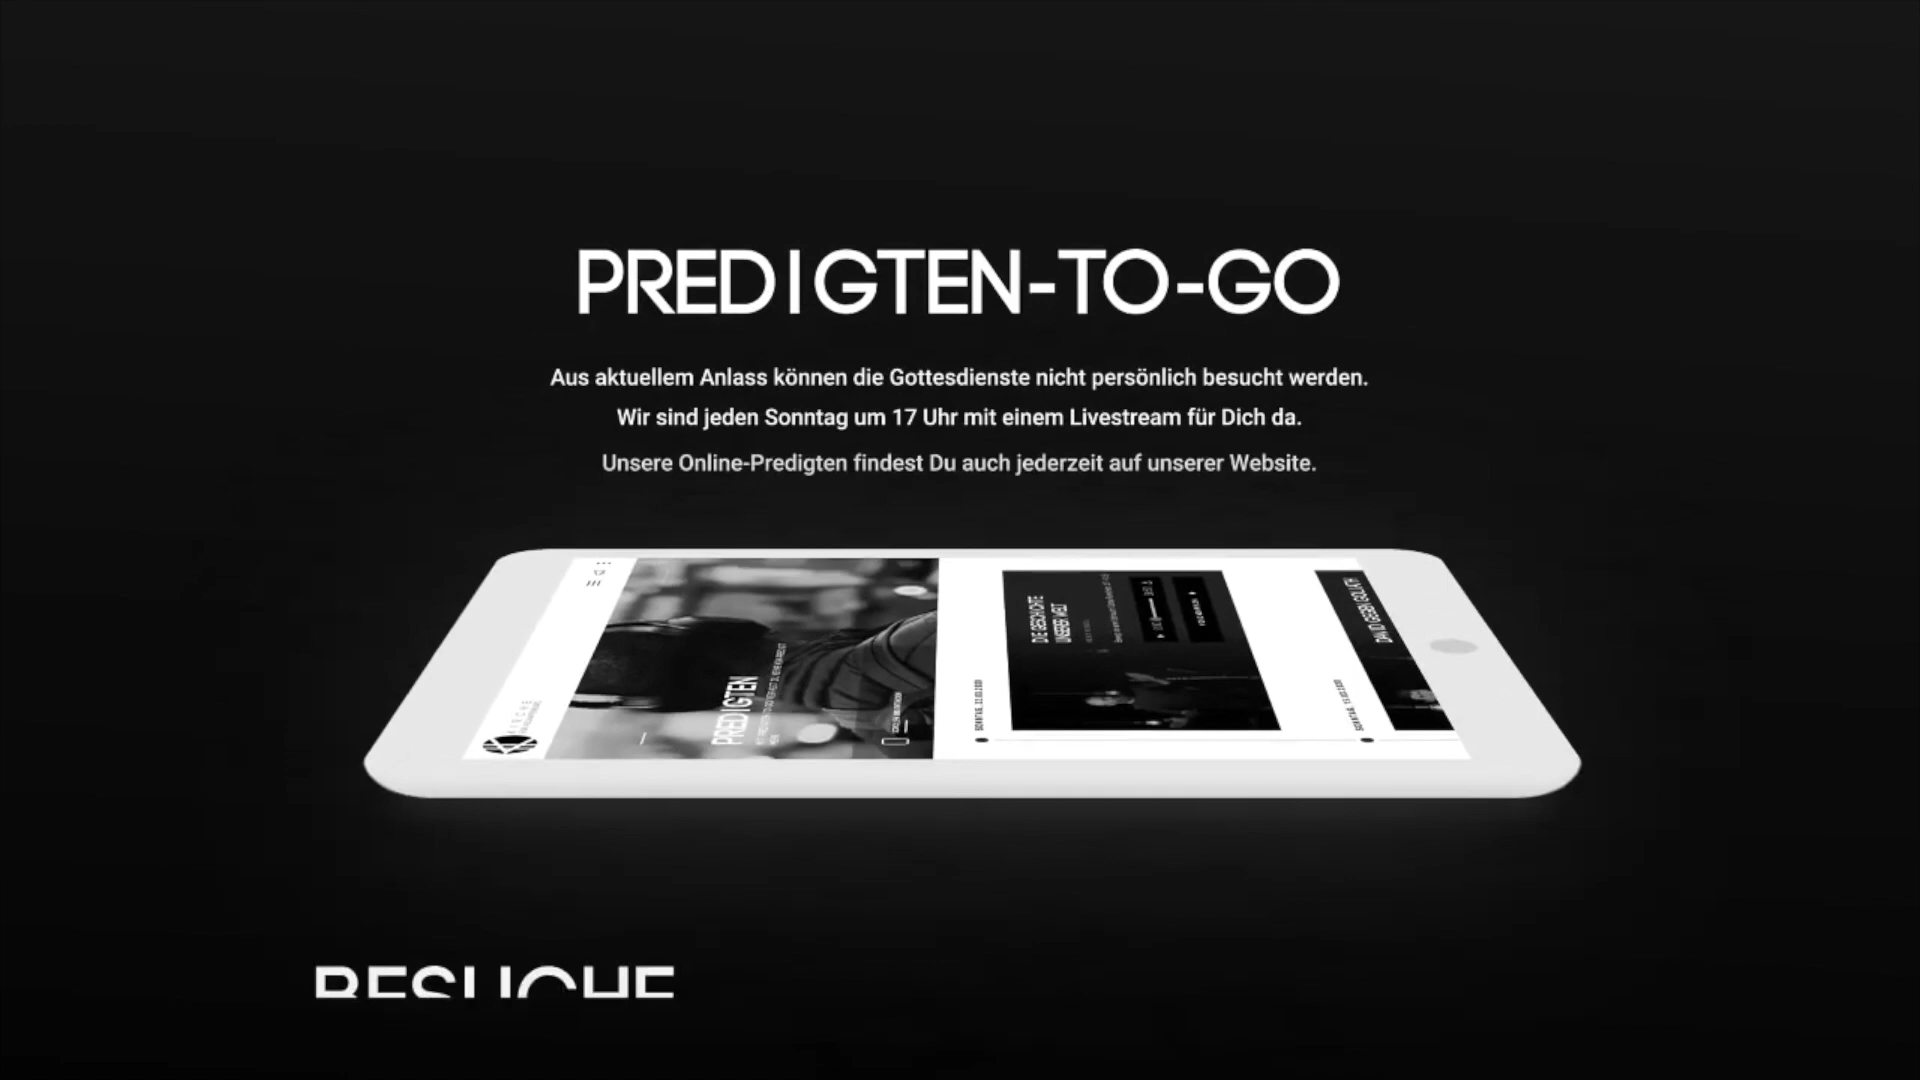 PREDIGTEN-TO-GO
Aus aktuellem Anlass können die Gottesdienste nicht persönlich besucht werden.
Wir sind jeden Sonntag um 17 Uhr mit einem Livestream für Dich da.
Unsere Online-Predigten findest Du auch jederzeit auf unserer Website.
KIRCHE
PREDIGTEN
DIE GESCHICHTE
UNSERER WELT
DAVID GEGEN GOLIATH
BESUCHE